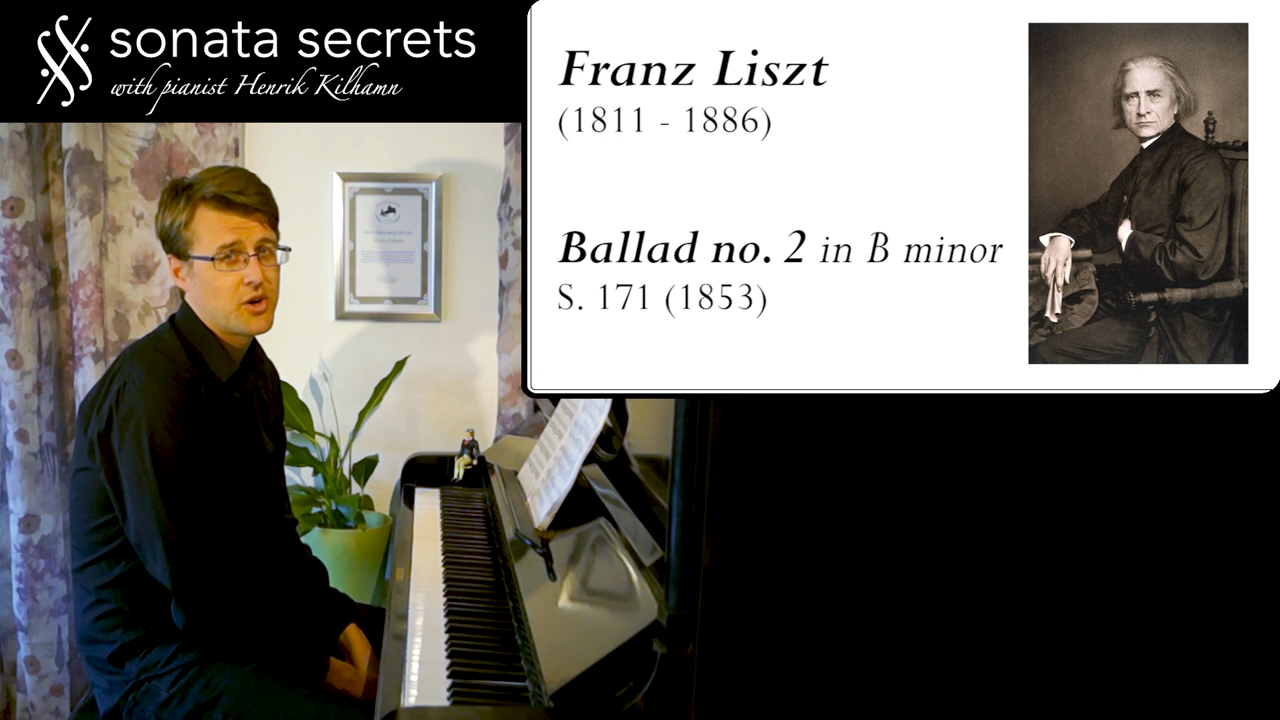 sonata secrets
with pianist Henrik Kilhamn
Franz Liszt
(1811 - 1886)
Ballad no. 2 in B minor
S. 171 (1853)